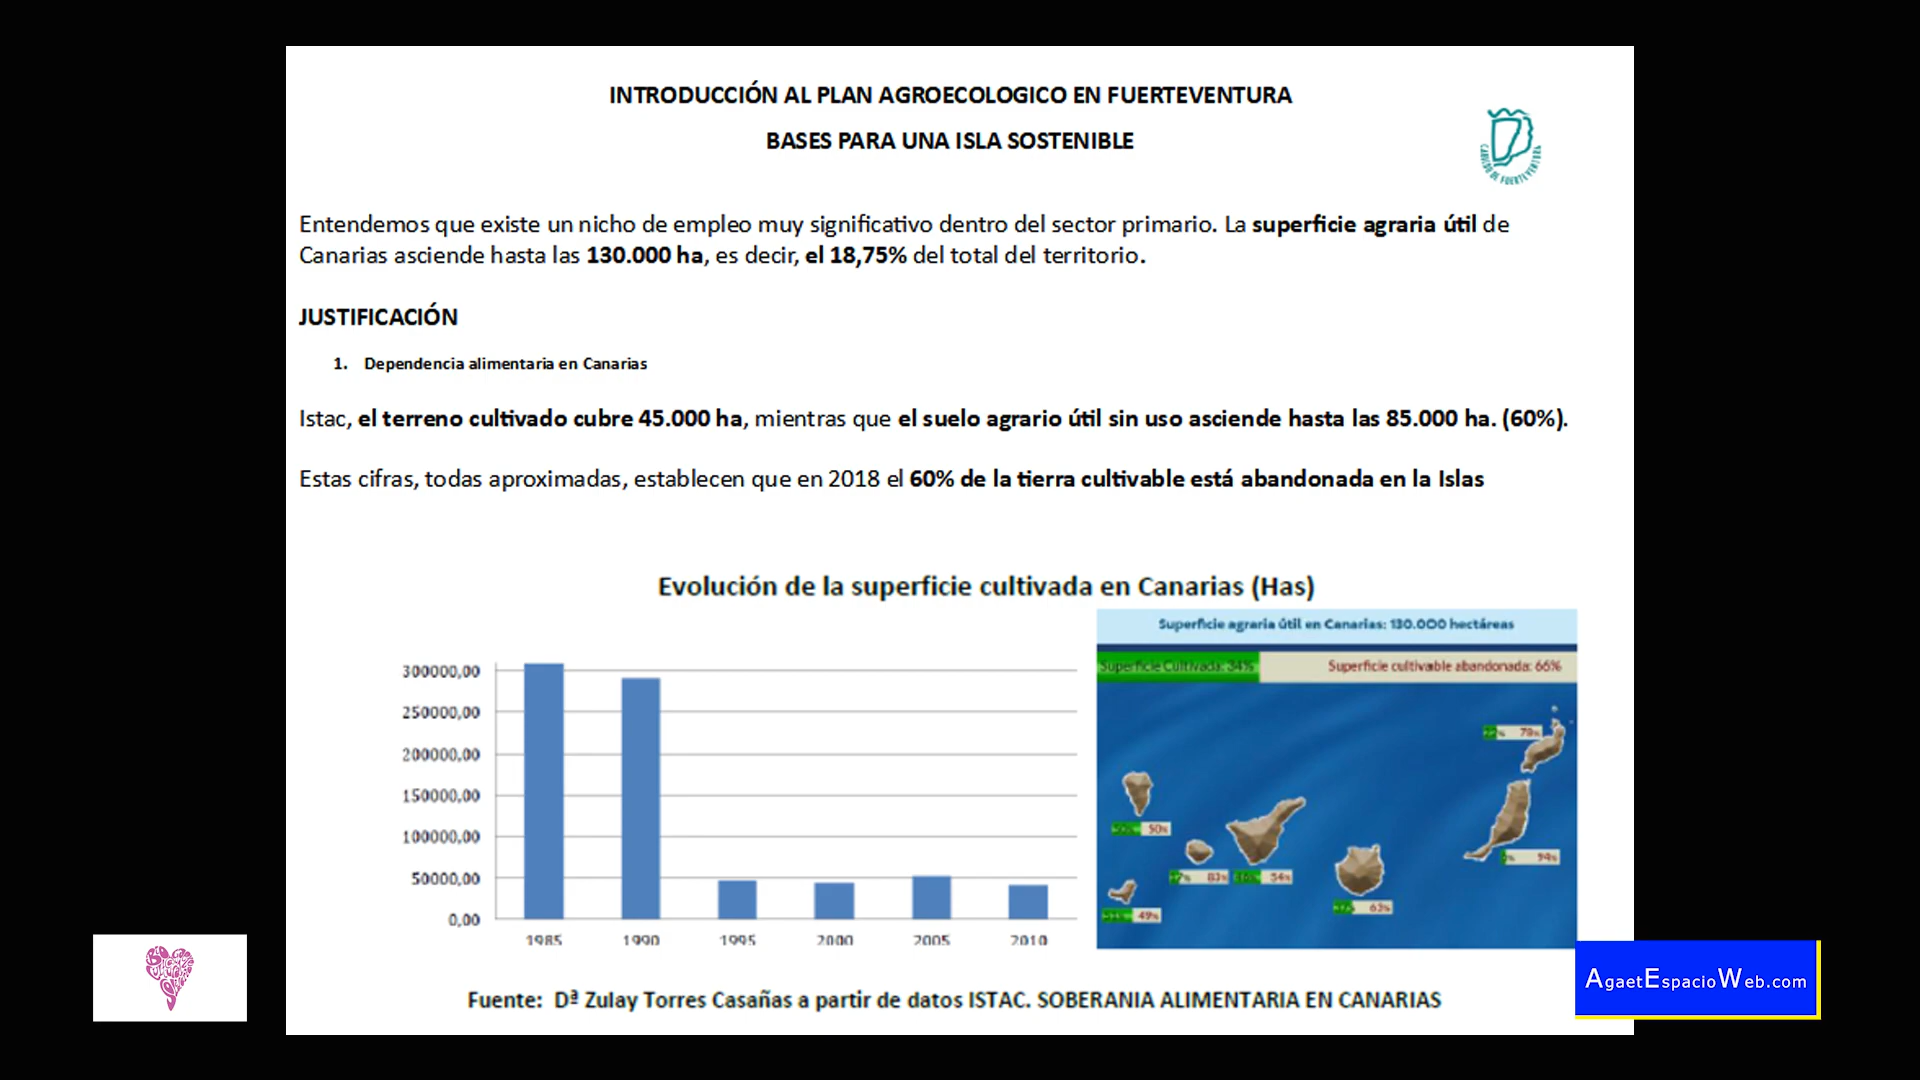 INTRODUCCIÓN AL PLAN AGROECOLOGICO EN FUERTEVENTURA
BASES PARA UNA ISLA SOSTENIBLE
CABILDO DE FUERTEVENTURA
Entendemos que existe un nicho de empleo muy significativo dentro del sector primario. La superficie agraria útil de
Canarias asciende hasta las 130.000 ha, es decir, el 18,75% del total del territorio.
JUSTIFICACIÓN
1. Dependencia alimentaria en Canarias
Istac, el terreno cultivado cubre 45.000 ha, mientras que el suelo agrario útil sin uso asciende hasta las 85.000 ha. (60%).
Estas cifras, todas aproximadas, establecen que en 2018 el 60% de la tierra cultivable está abandonada en la Islas
Evolución de la superficie cultivada en Canarias (Has)
300000,00
250000,00
200000,00
150000,00
100000,00
50000,00
0,00
1985 1990 1995 2000 2005 2010
Superficie agraria útil en Canarias: 130.000 hectáreas
Superficie Cultivada: 34% Superficie cultivable abandonada: 66%
50%
83%
54%
49%
63%
94%
Fuente: Dª Zulay Torres Casañas a partir de datos ISTAC. SOBERANIA ALIMENTARIA EN CANARIAS
AgaetEspacioWeb.com